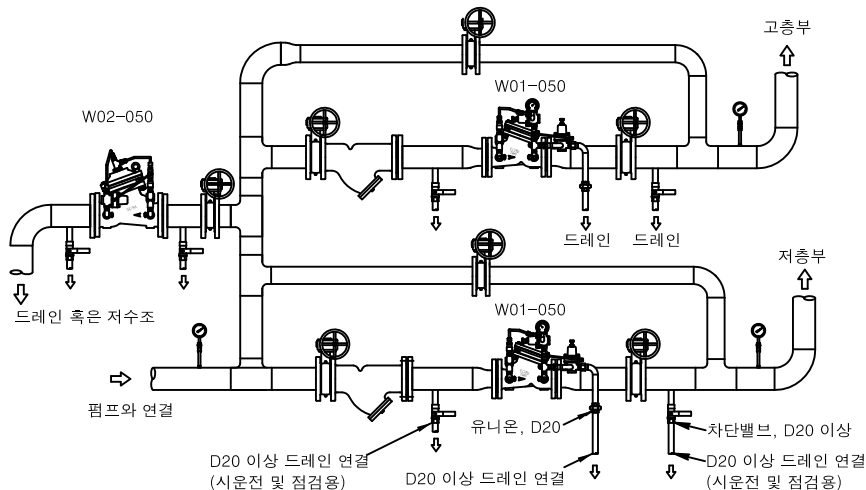 고층부
W01-050
W02-050
드레인
드레인
저층부
W01-050
드레인 혹은 저수조
펌프와 연결
유니온, D20
차단밸브, D20 이상
D20 이상 드레인 연결
(시운전 및 점검용)
D20 이상 드레인 연결
D20 이상 드레인 연결
(시운전 및 점검용)